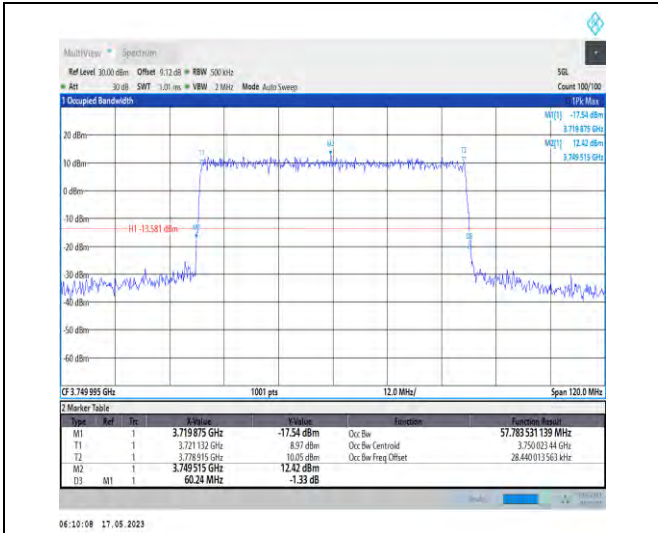 MultiView Spectrum
Ref Level 30.00 dBm Offset 9.12 dB RBW 500 kHz SGL
Att 30 dB SWT 1.01 ms VBW 2 MHz Mode Auto Sweep Count 100/100
1 Occupied Bandwidth 1Pk Max
M1[1] -17.54 dBm
3.719 875 GHz
M2[1] 12.42 dBm
3.749 515 GHz
20 dBm
M2
T1
T2
10 dBm
0 dBm
-10 dBm
H1 -13.581 dBm
-30 dBm
-40 dBm
-50 dBm
-60 dBm
CF 3.749 995 GHz 1001 pts 12.0 MHz/ Span 120.0 MHz
2 Marker Table
Type Ref Trc X-Value Y-Value Function Function Result
M1 1 3.719 875 GHz -17.54 dBm Occ Bw 57.783 531 139 MHz
T1 1 3.721 132 GHz 8.97 dBm Occ Bw Centroid 3.750 023 44 GHz
T2 1 3.778 915 GHz 10.05 dBm Occ Bw Freq Offset 28.440 013 563 kHz
M2 1 3.749 515 GHz 12.42 dBm
D3 M1 1 60.24 MHz -1.33 dB
06:10:08 17.05.2023